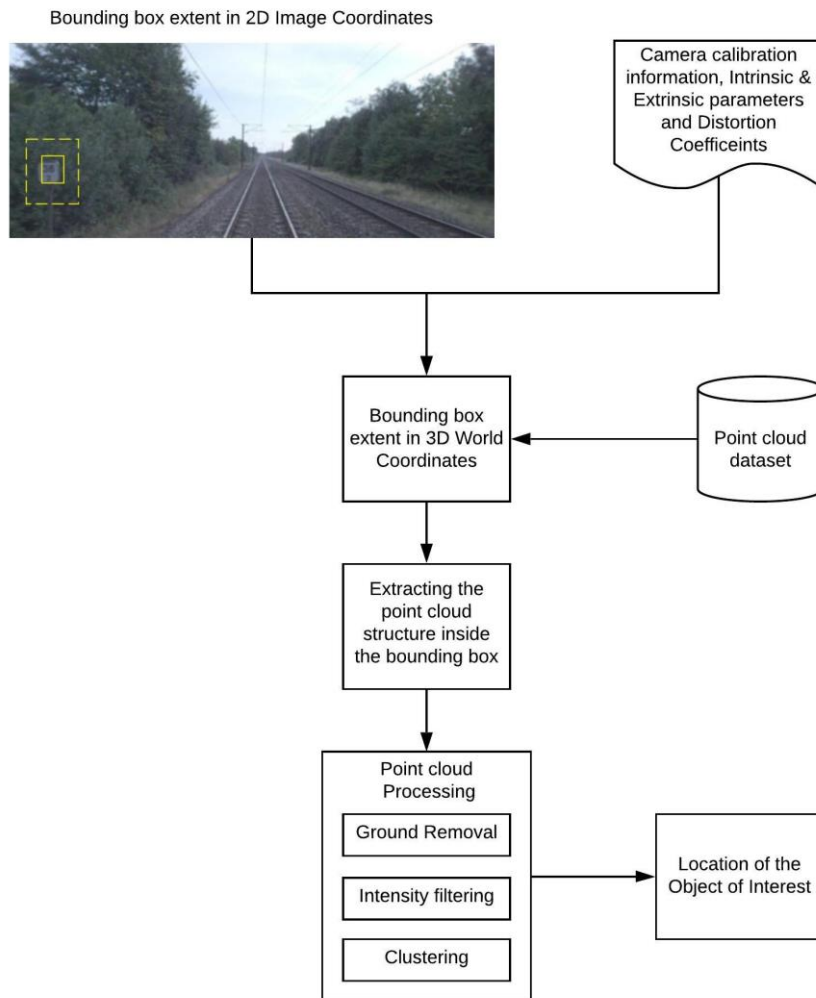 Bounding box extent in 2D Image Coordinates
Camera calibration
information, Intrinsic &
Extrinsic parameters
and Distortion
Coefficeints
Bounding box
extent in 3D World
Coordinates
Point cloud
dataset
Extracting the
point cloud
structure inside
the bounding box
Point cloud
Processing
Ground Removal
Intensity filtering
Clustering
Location of the
Object of Interest